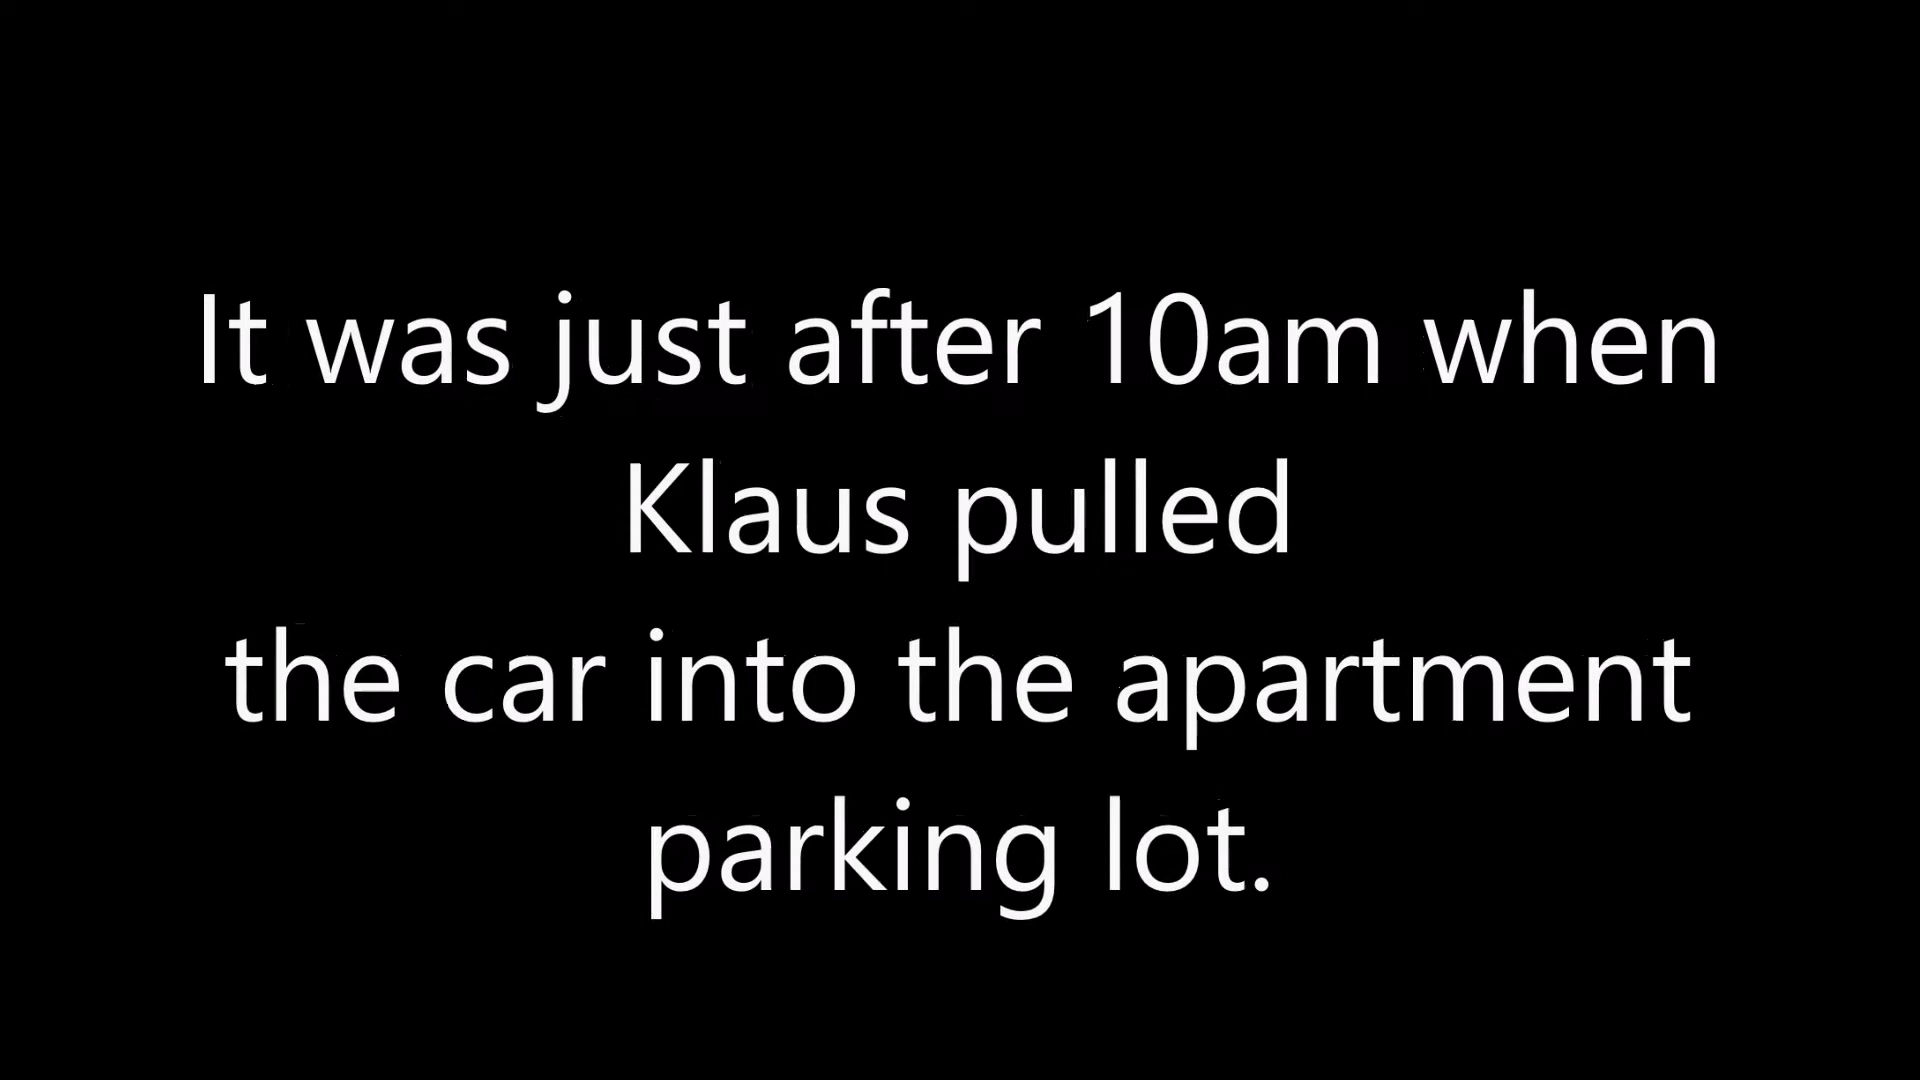 It was just after 10am when
Klaus pulled
the car into the apartment
parking lot.